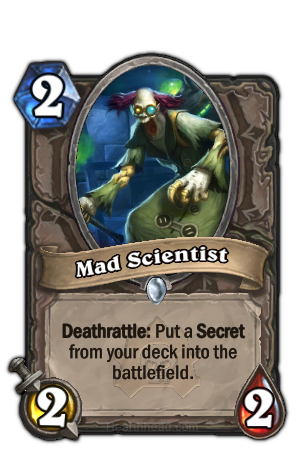 2
Mad Scientist
Deathrattle: Put a Secret
from your deck into the
battlefield.
2
2